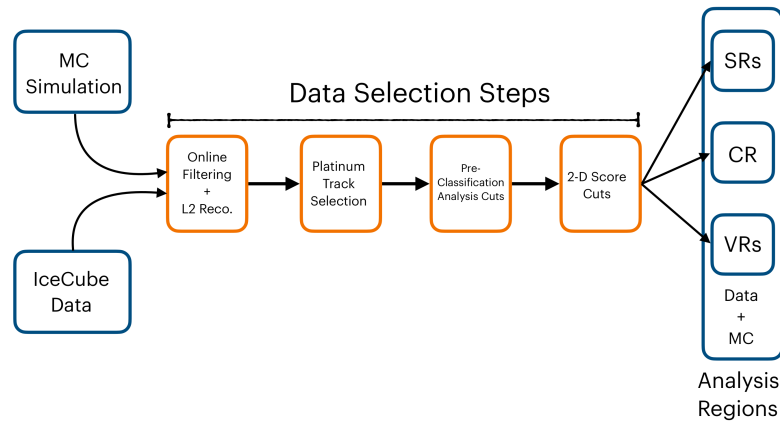 MC
Simulation
IceCube
Data
Data Selection Steps
Online
Filtering
+
L2 Reco.
Platinum
Track
Selection
Pre-
Classification
Analysis Cuts
2-D Score
Cuts
SRs
CR
VRs
Data
+
MC
Analysis
Regions